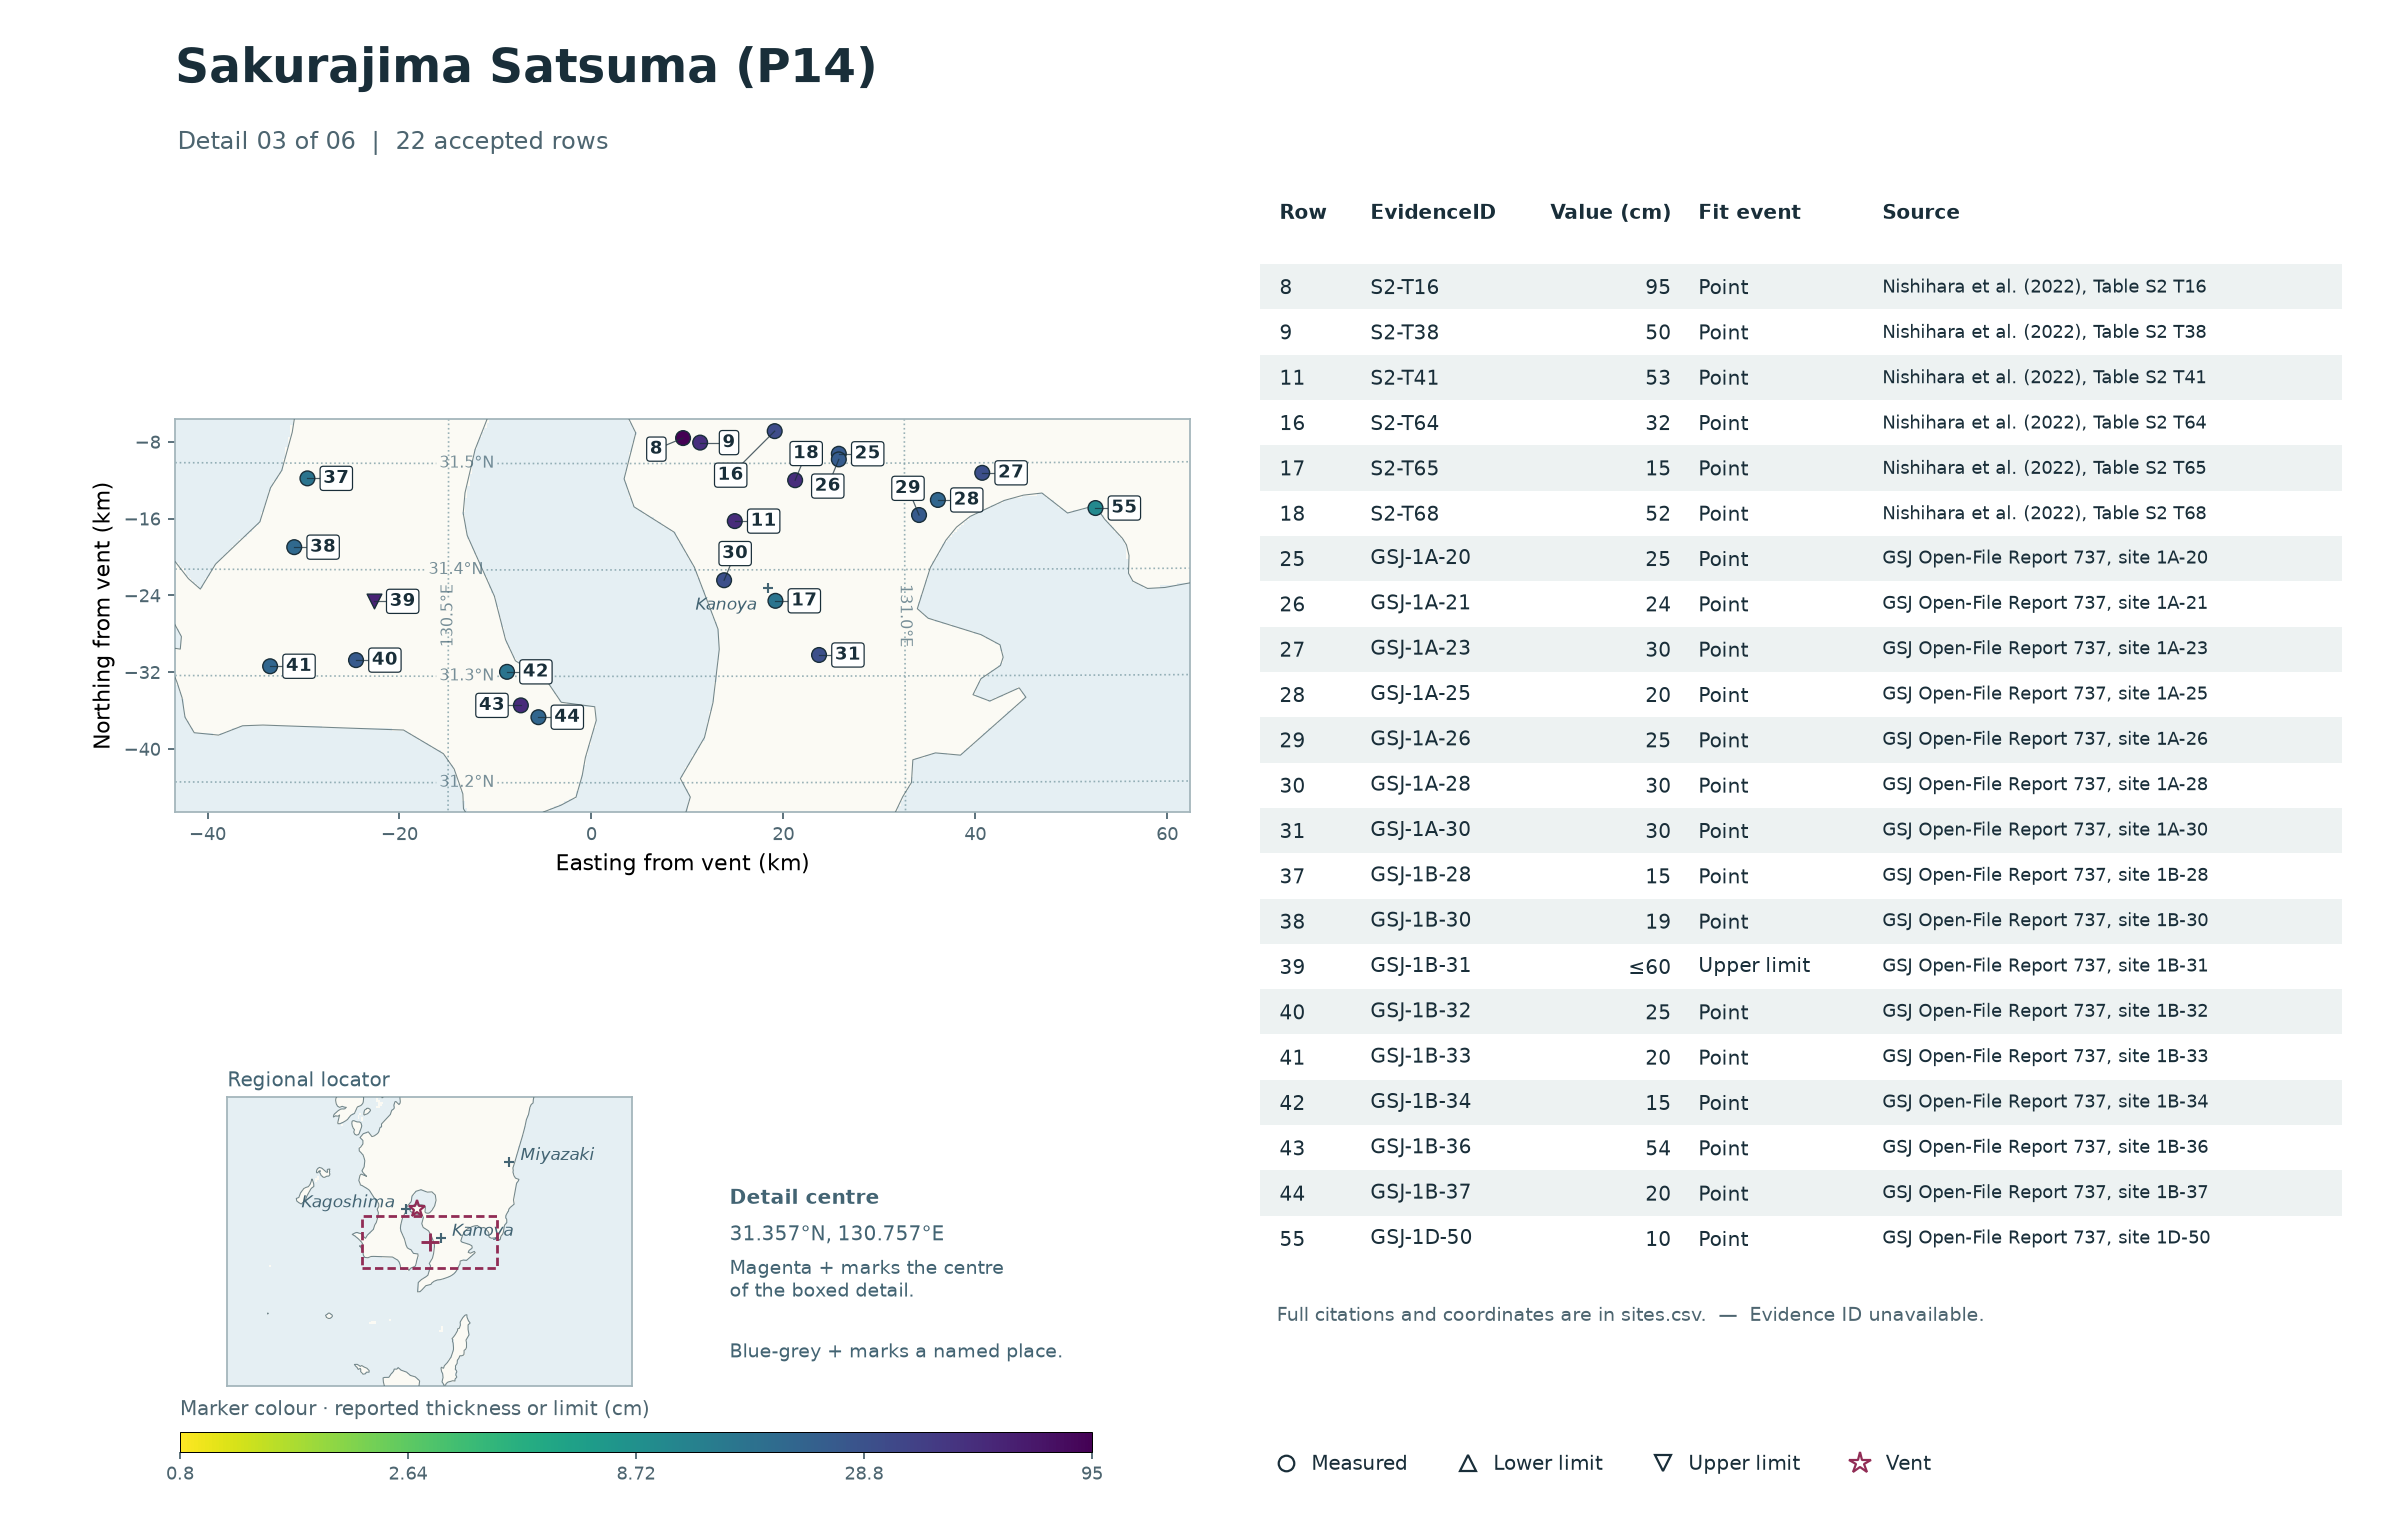 Sakurajima Satsuma (P14)
Detail 03 of 06  |  22 accepted rows
Row EvidenceID Value (cm) Fit event Source
8 S2-T16 95 Point Nishihara et al. (2022), Table S2 T16
9 S2-T38 50 Point Nishihara et al. (2022), Table S2 T38
11 S2-T41 53 Point Nishihara et al. (2022), Table S2 T41
16 S2-T64 32 Point Nishihara et al. (2022), Table S2 T64
17 S2-T65 15 Point Nishihara et al. (2022), Table S2 T65
18 S2-T68 52 Point Nishihara et al. (2022), Table S2 T68
25 GSJ-1A-20 25 Point GSJ Open-File Report 737, site 1A-20
26 GSJ-1A-21 24 Point GSJ Open-File Report 737, site 1A-21
27 GSJ-1A-23 30 Point GSJ Open-File Report 737, site 1A-23
28 GSJ-1A-25 20 Point GSJ Open-File Report 737, site 1A-25
29 GSJ-1A-26 25 Point GSJ Open-File Report 737, site 1A-26
30 GSJ-1A-28 30 Point GSJ Open-File Report 737, site 1A-28
31 GSJ-1A-30 30 Point GSJ Open-File Report 737, site 1A-30
37 GSJ-1B-28 15 Point GSJ Open-File Report 737, site 1B-28
38 GSJ-1B-30 19 Point GSJ Open-File Report 737, site 1B-30
39 GSJ-1B-31 ≤60 Upper limit GSJ Open-File Report 737, site 1B-31
40 GSJ-1B-32 25 Point GSJ Open-File Report 737, site 1B-32
41 GSJ-1B-33 20 Point GSJ Open-File Report 737, site 1B-33
42 GSJ-1B-34 15 Point GSJ Open-File Report 737, site 1B-34
43 GSJ-1B-36 54 Point GSJ Open-File Report 737, site 1B-36
44 GSJ-1B-37 20 Point GSJ Open-File Report 737, site 1B-37
55 GSJ-1D-50 10 Point GSJ Open-File Report 737, site 1D-50
Full citations and coordinates are in sites.csv.  —  Evidence ID unavailable.
Northing from vent (km)
−8
−16
−24
−32
−40
8
9
16
18
25
26
27
29
28
55
37
11
38
30
39
17
Kanoya
41
40
31
42
43
44
31.5°N
31.4°N
31.3°N
31.2°N
130.5°E
131.0°E
−40 −20 0 20 40 60
Easting from vent (km)
Regional locator
Miyazaki
Kagoshima
Kanoya
Detail centre
31.357°N, 130.757°E
Magenta + marks the centre
of the boxed detail.
Blue-grey + marks a named place.
Marker colour · reported thickness or limit (cm)
0.8 2.64 8.72 28.8 95
Measured Lower limit Upper limit Vent